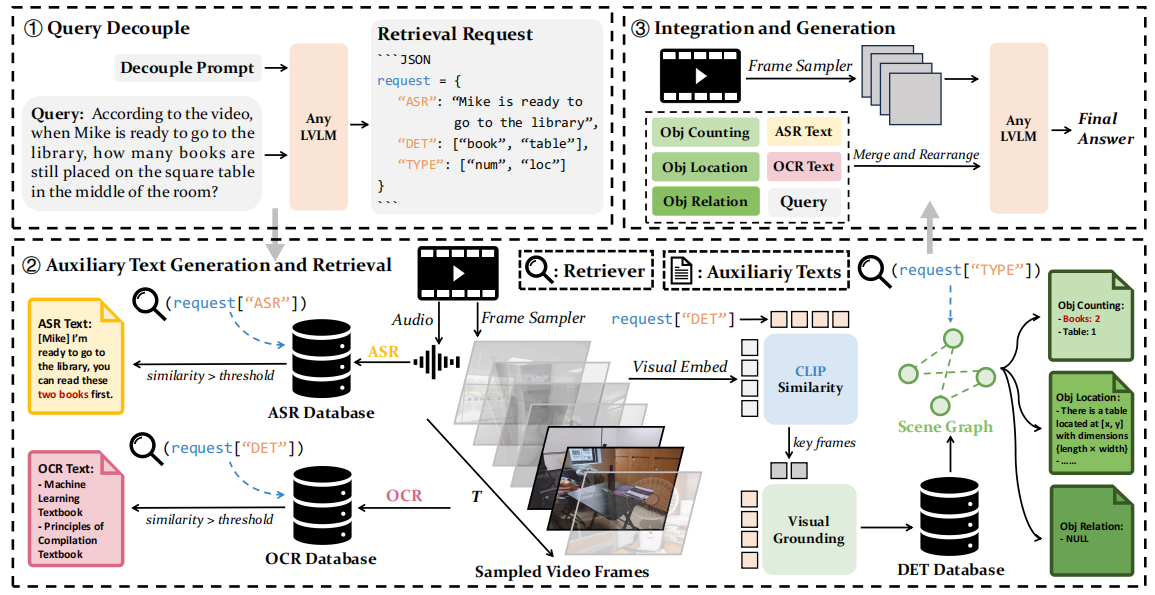 ① Query Decouple
Decouple Prompt
Query: According to the video,
when Mike is ready to go to the
library, how many books are
still placed on the square table
in the middle of the room?
Any
LVLM
Retrieval Request
```JSON
request = {
“ASR”: “Mike is ready to
go to the library”,
“DET”: [“book”, “table”],
“TYPE”: [“num”, “loc”]
}
```
③ Integration and Generation
Frame Sampler
Obj Counting
ASR Text
Obj Location
OCR Text
Obj Relation
Query
Merge and Rearrange
Any
LVLM
Final
Answer
② Auxiliary Text Generation and Retrieval
: Retriever
: Auxiliariy Texts
(request[“ASR”])
ASR Text:
[Mike] I’m
ready to go to
the library, you
can read these
two books first.
similarity > threshold
ASR
ASR Database
Audio
Frame Sampler
(request[“DET”])
OCR Text:
- Machine
Learning
Textbook
- Principles of
Compilation
Textbook
similarity > threshold
OCR
OCR Database
T
Sampled Video Frames
request[“DET”]
Visual Embed
CLIP
Similarity
key frames
Visual
Grounding
DET Database
Scene Graph
(request[“TYPE”])
Obj Counting:
- Books: 2
- Table: 1
Obj Location:
- There is a table
located at [x, y]
with dimensions
{length × width}
- ......
Obj Relation:
- NULL